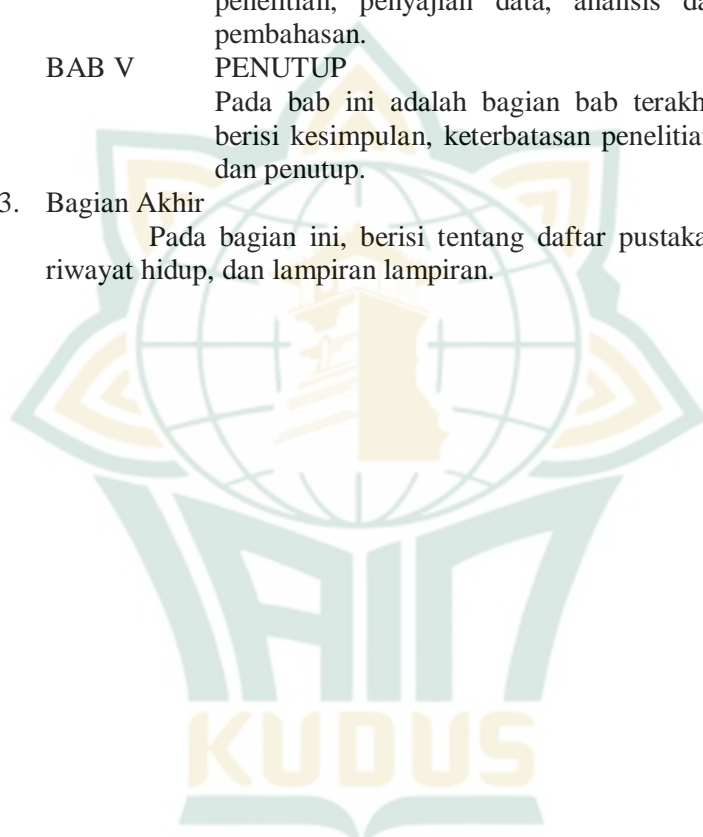 penelitian, penyajian data, analisis da
pembahasan.
BAB V PENUTUP
Pada bab ini adalah bagian bab terakh
berisi kesimpulan, keterbatasan penelitian
dan penutup.
3. Bagian Akhir
Pada bagian ini, berisi tentang daftar pustaka
riwayat hidup, dan lampiran lampiran.
IAIN
KUDUS